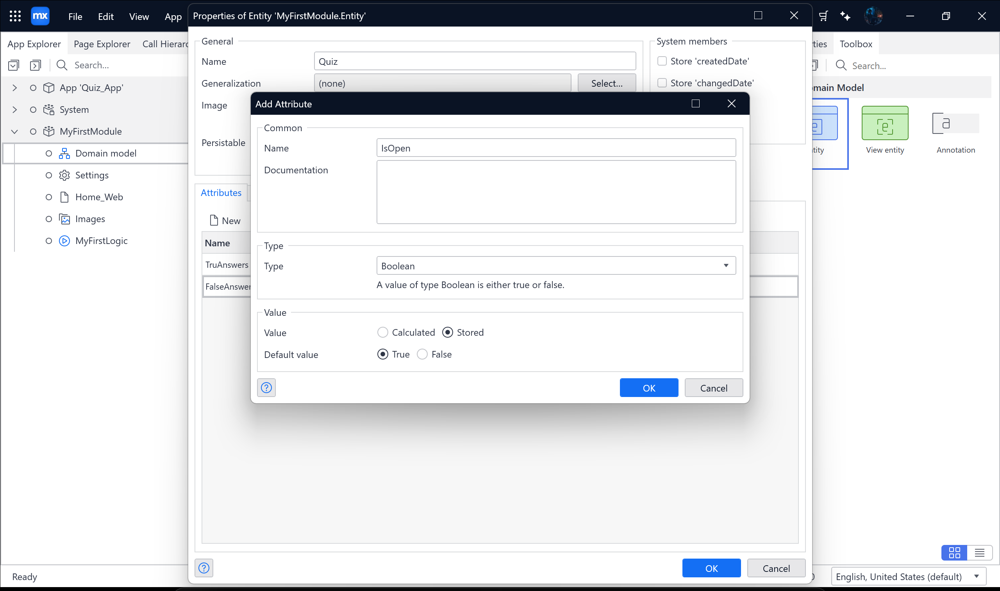 mx File Edit View App
Properties of Entity 'MyFirstModule.Entity'
App Explorer Page Explorer Call Hierarc
Search...
App 'Quiz_App'
System
MyFirstModule
Domain model
Settings
Home_Web
Images
MyFirstLogic
General
Name Quiz
Generalization (none) Select...
Image
Persistable
System members
Store 'createdDate'
Store 'changedDate'
Attributes
New
Name
TruAnswers
FalseAnswer
Add Attribute
Common
Name IsOpen
Documentation
Type
Type Boolean
A value of type Boolean is either true or false.
Value
Value Calculated Stored
Default value True False
OK Cancel
OK Cancel
ties Toolbox
Search...
main Model
tity View entity Annotation
Ready
English, United States (default)